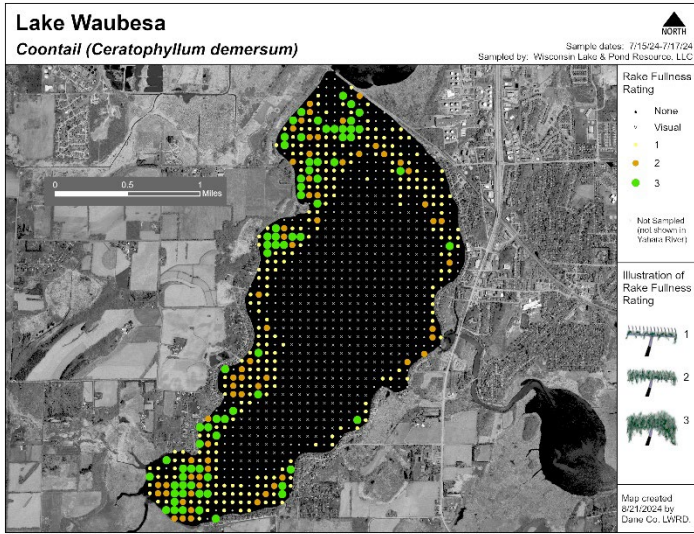 Lake Waubesa
Coontail (Ceratophyllum demersum)
NORTH
Sample dates: 7/15/24-7/17/24
Sampled by: Wisconsin Lake & Pond Resource, LLC
0 0.5 1
Miles
Rake Fullness
Rating
None
Visual
1
2
3
Not Sampled
(not shown in
Yahara River)
Illustration of
Rake Fullness
Rating
1
2
3
Map created
8/21/2024 by
Dane Co. LWRD.